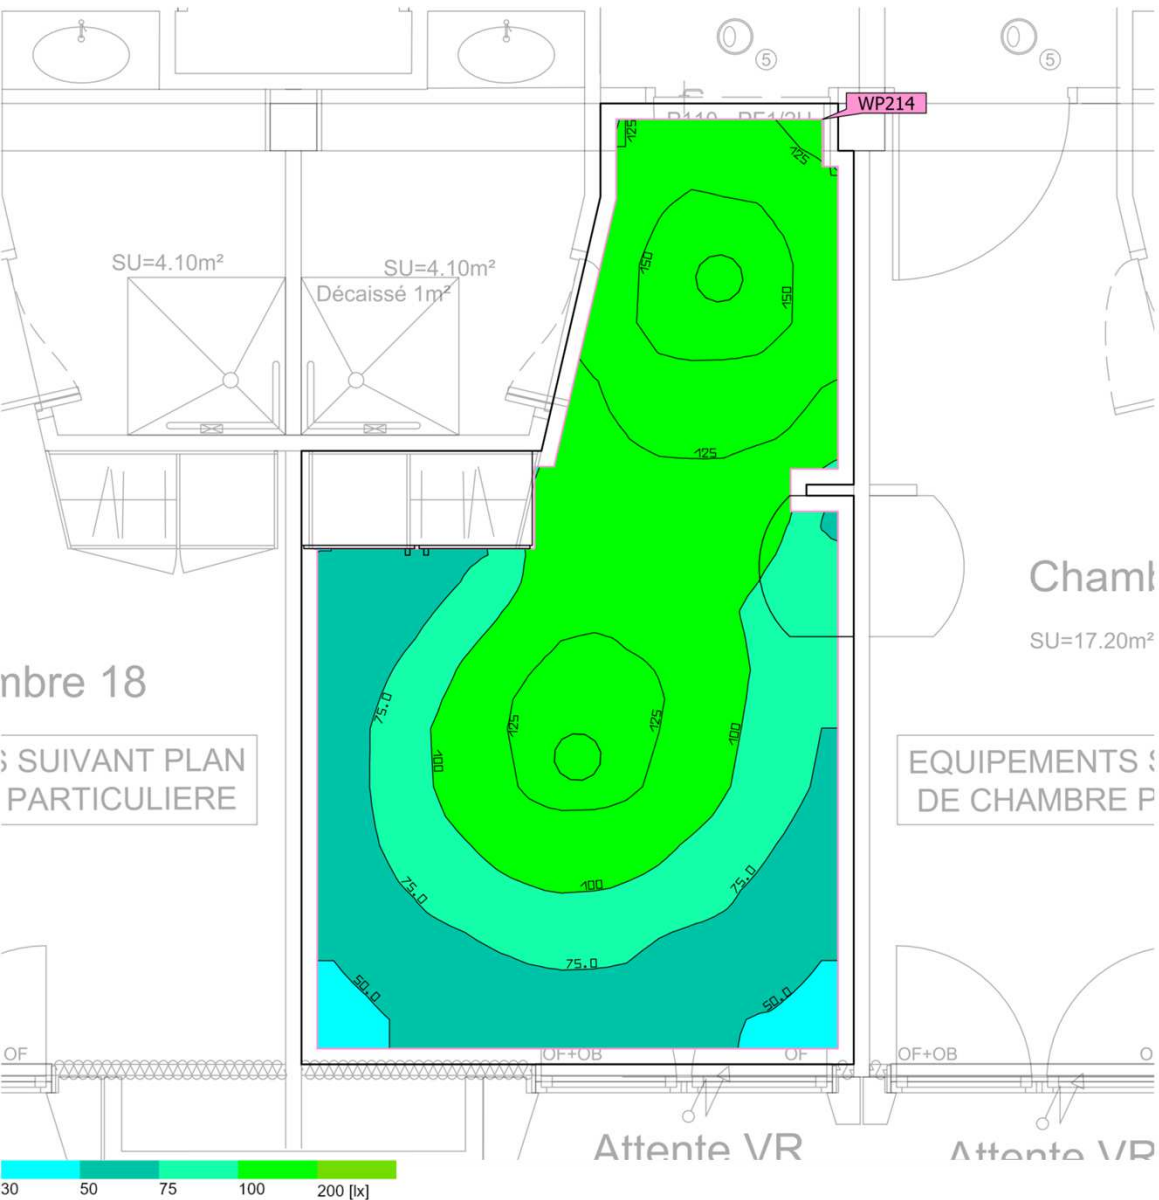 5
5
WP214
125
125
SU=4.10m²
SU=4.10m²
Décaissé 1m²
150
150
125
Chamb
SU=17.20m²
mbre 18
75.0
125
125
100
100
S SUIVANT PLAN
PARTICULIERE
EQUIPEMENTS S
DE CHAMBRE P
75.0
100
75.0
75.0
50.0
50.0
OF
OF+OB
OF
OF+OB
O
Attente VR
Attente VR
30 50 75 100 200 [lx]